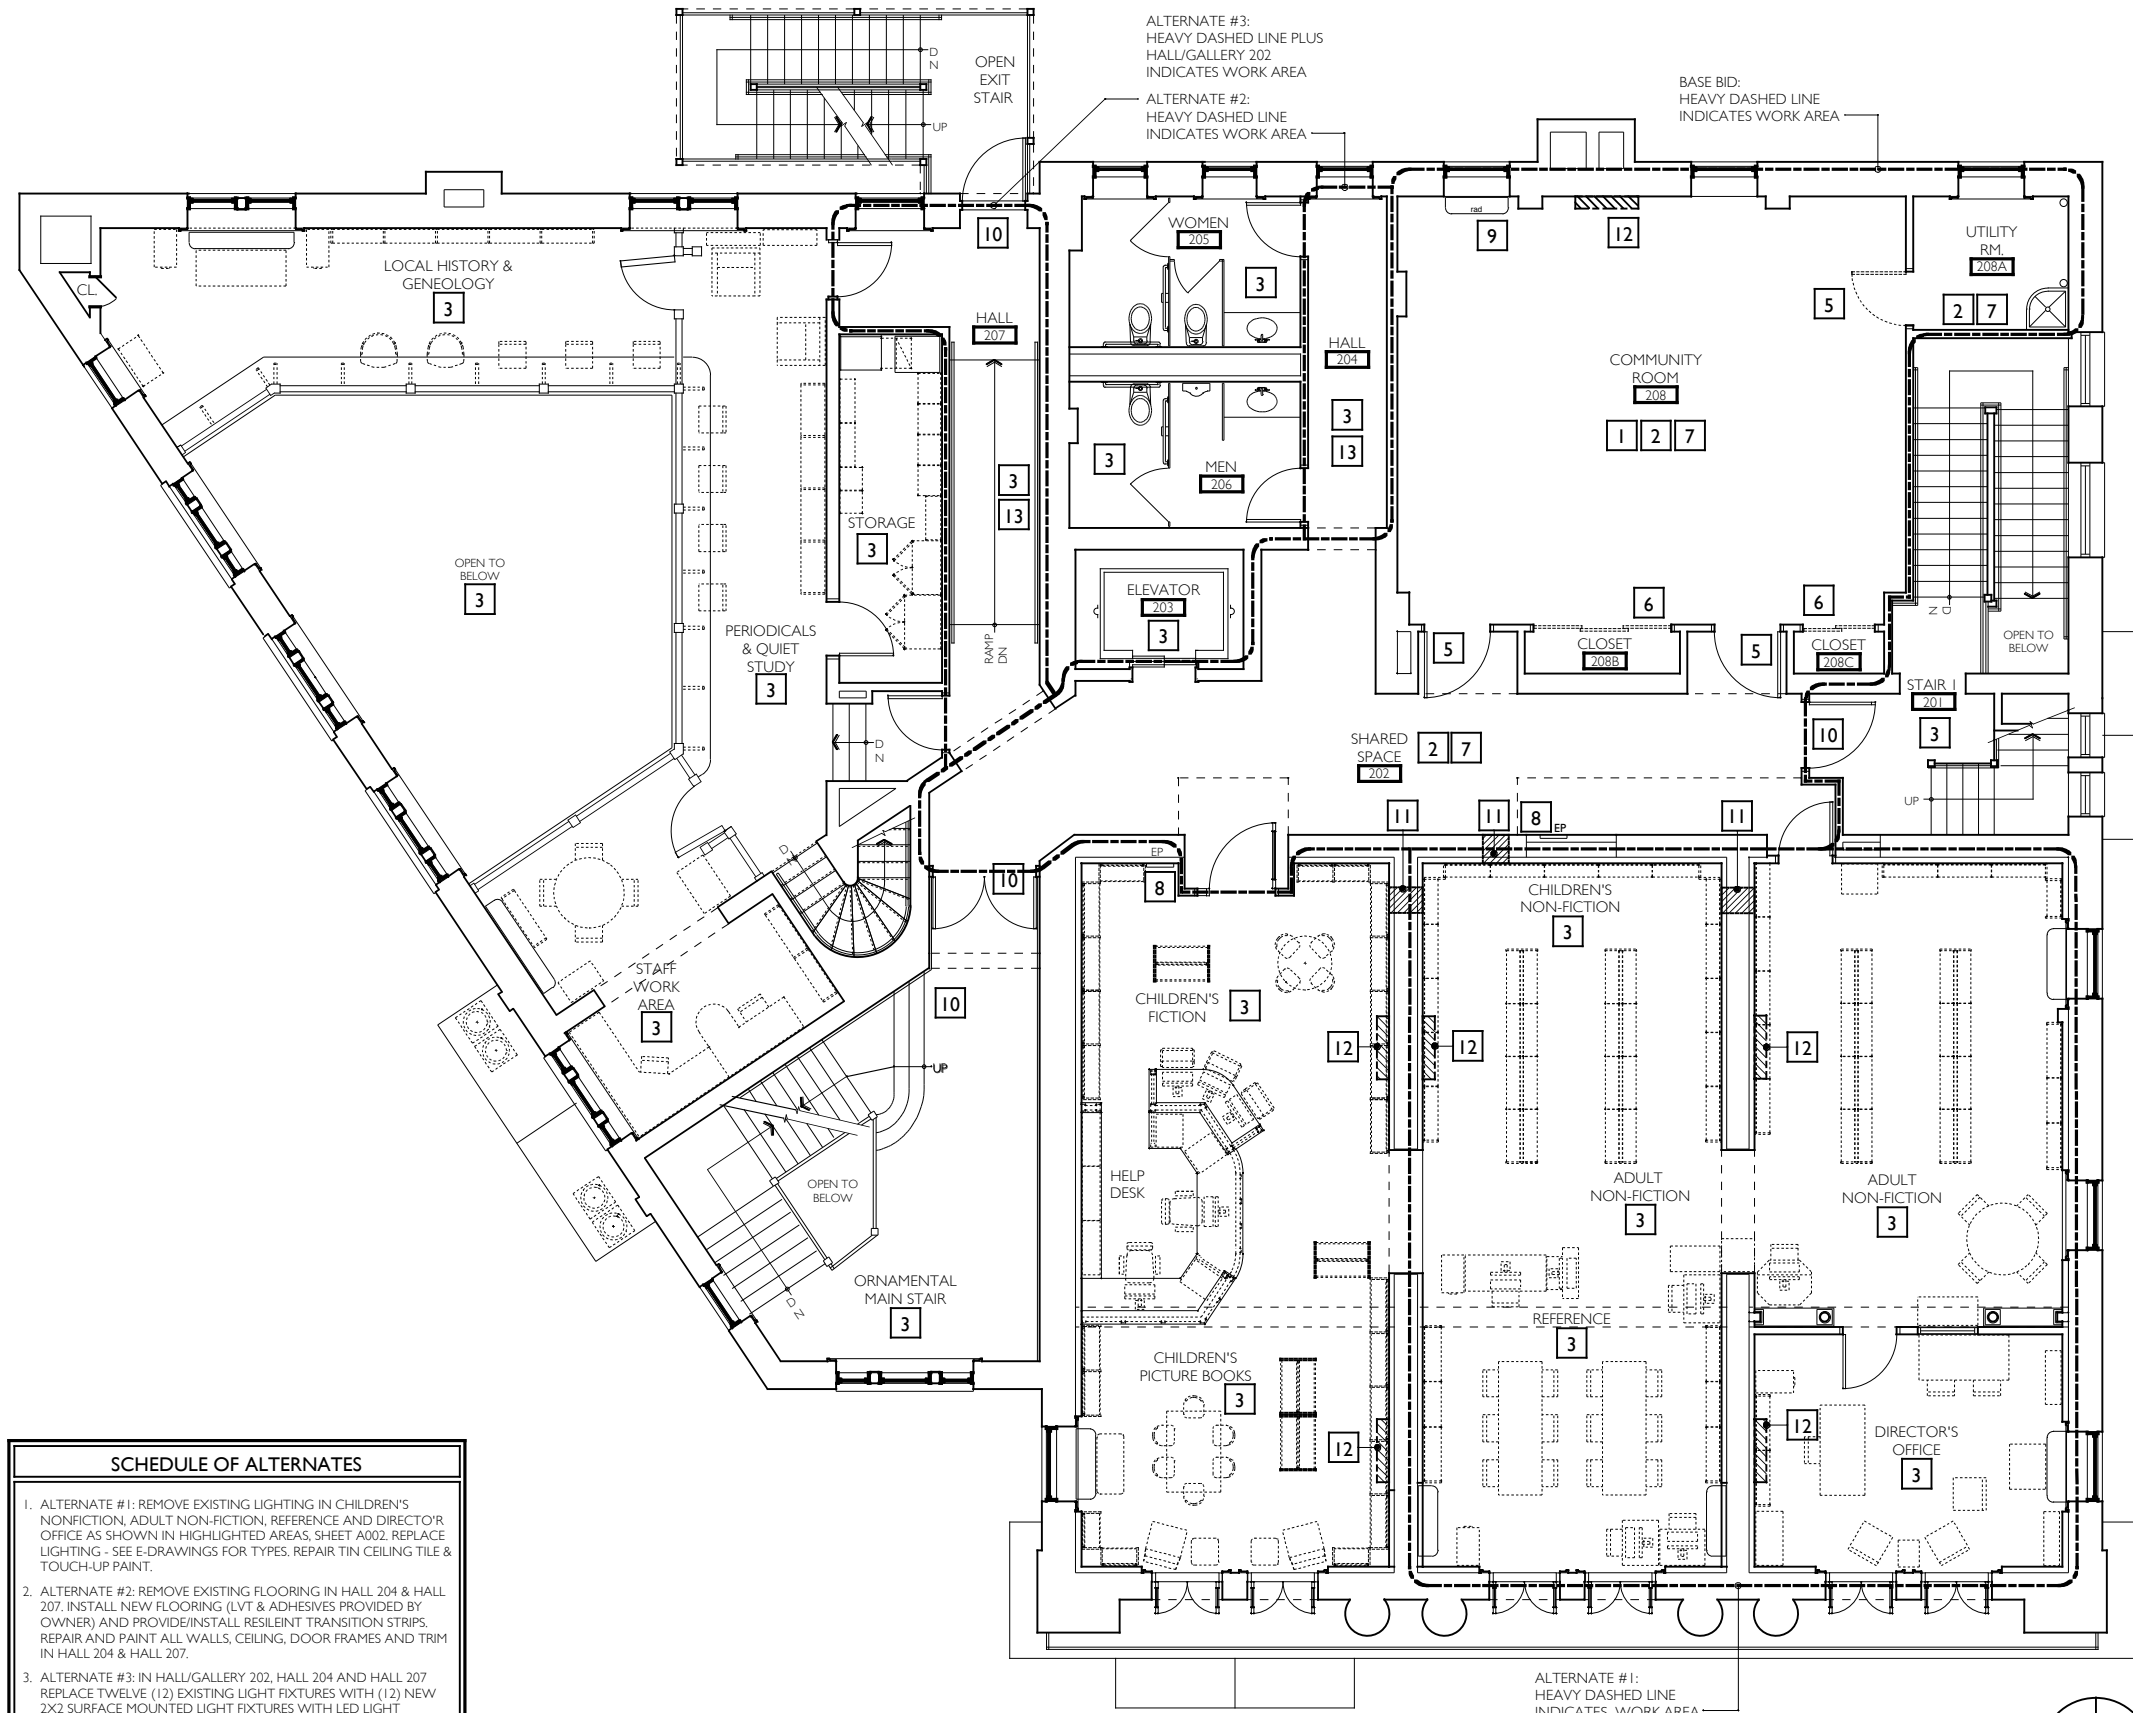 ALTERNATE #3:
HEAVY DASHED LINE PLUS
HALL/GALLERY 202
INDICATES WORK AREA
ALTERNATE #2:
HEAVY DASHED LINE
INDICATES WORK AREA
BASE BID:
HEAVY DASHED LINE
INDICATES WORK AREA
OPEN
EXIT
STAIR
D
N
UP
10
CL.
LOCAL HISTORY &
GENEOLOGY
3
HALL
207
3
13
RAMP
DN
WOMEN
205
3
HALL
204
3
13
3
MEN
206
rad
9
12
UTILITY
RM.
208A
2 7
5
COMMUNITY
ROOM
208
1 2 7
OPEN TO
BELOW
3
STORAGE
3
PERIODICALS
& QUIET
STUDY
3
D
N
ELEVATOR
203
3
6
6
5
CLOSET
208B
5
CLOSET
208C
D
N
OPEN TO
BELOW
STAIR 1
201
3
10
UP
SHARED
SPACE
202
2 7
11
11
8
EP
11
EP
8
10
D
STAFF
WORK
AREA
3
10
UP
OPEN TO
BELOW
D
N
ORNAMENTAL
MAIN STAIR
3
CHILDREN'S
FICTION
3
CHILDREN'S
NON-FICTION
3
12
12
12
HELP
DESK
ADULT
NON-FICTION
3
ADULT
NON-FICTION
3
REFERENCE
3
CHILDREN'S
PICTURE BOOKS
3
12
12
DIRECTOR'S
OFFICE
3
SCHEDULE OF ALTERNATES
1. ALTERNATE #1: REMOVE EXISTING LIGHTING IN CHILDREN'S
NONFICTION, ADULT NON-FICTION, REFERENCE AND DIRECTO'R
OFFICE AS SHOWN IN HIGHLIGHTED AREAS, SHEET A002. REPLACE
LIGHTING - SEE E-DRAWINGS FOR TYPES. REPAIR TIN CEILING TILE &
TOUCH-UP PAINT.
2. ALTERNATE #2: REMOVE EXISTING FLOORING IN HALL 204 & HALL
207. INSTALL NEW FLOORING (LVT & ADHESIVES PROVIDED BY
OWNER) AND PROVIDE/INSTALL RESILEINT TRANSITION STRIPS.
REPAIR AND PAINT ALL WALLS, CEILING, DOOR FRAMES AND TRIM
IN HALL 204 & HALL 207.
3. ALTERNATE #3: IN HALL/GALLERY 202, HALL 204 AND HALL 207
REPLACE TWELVE (12) EXISTING LIGHT FIXTURES WITH (12) NEW
2X2 SURFACE MOUNTED LIGHT FIXTURES WITH LED LIGHT
ALTERNATE #1:
HEAVY DASHED LINE
INDICATES WORK AREA